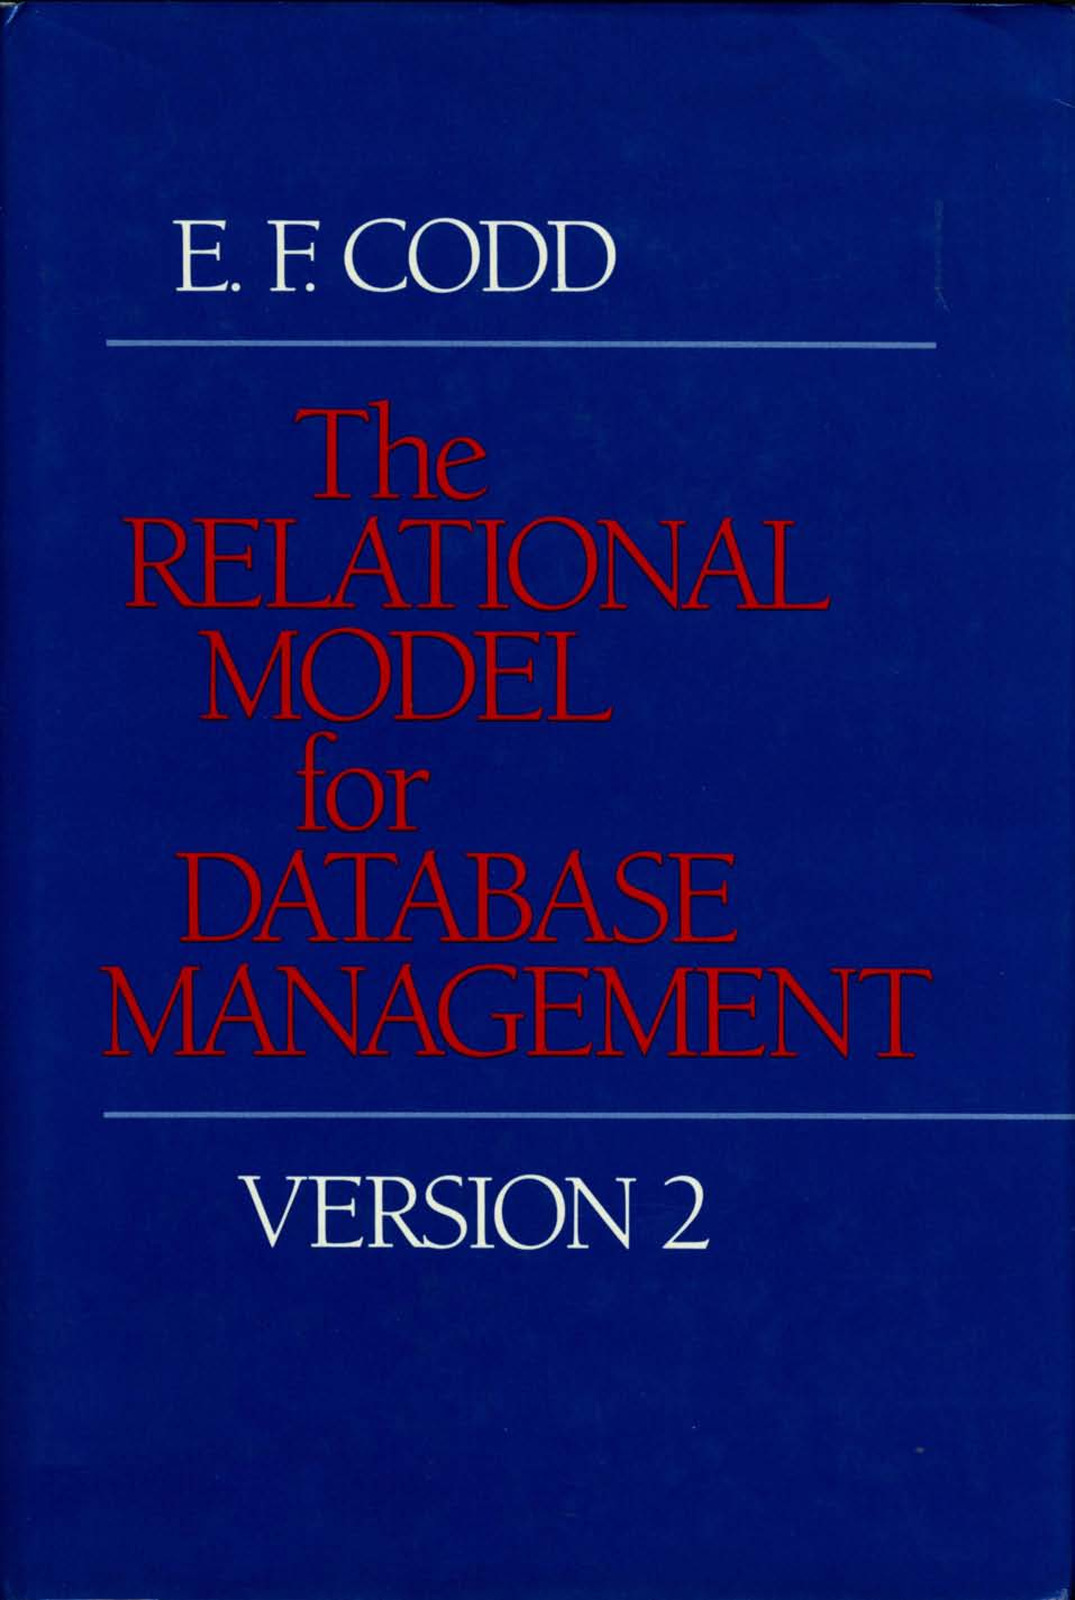 E. F. CODD
The
RELATIONAL
MODEL
for
DATABASE
MANAGEMENT
VERSION 2